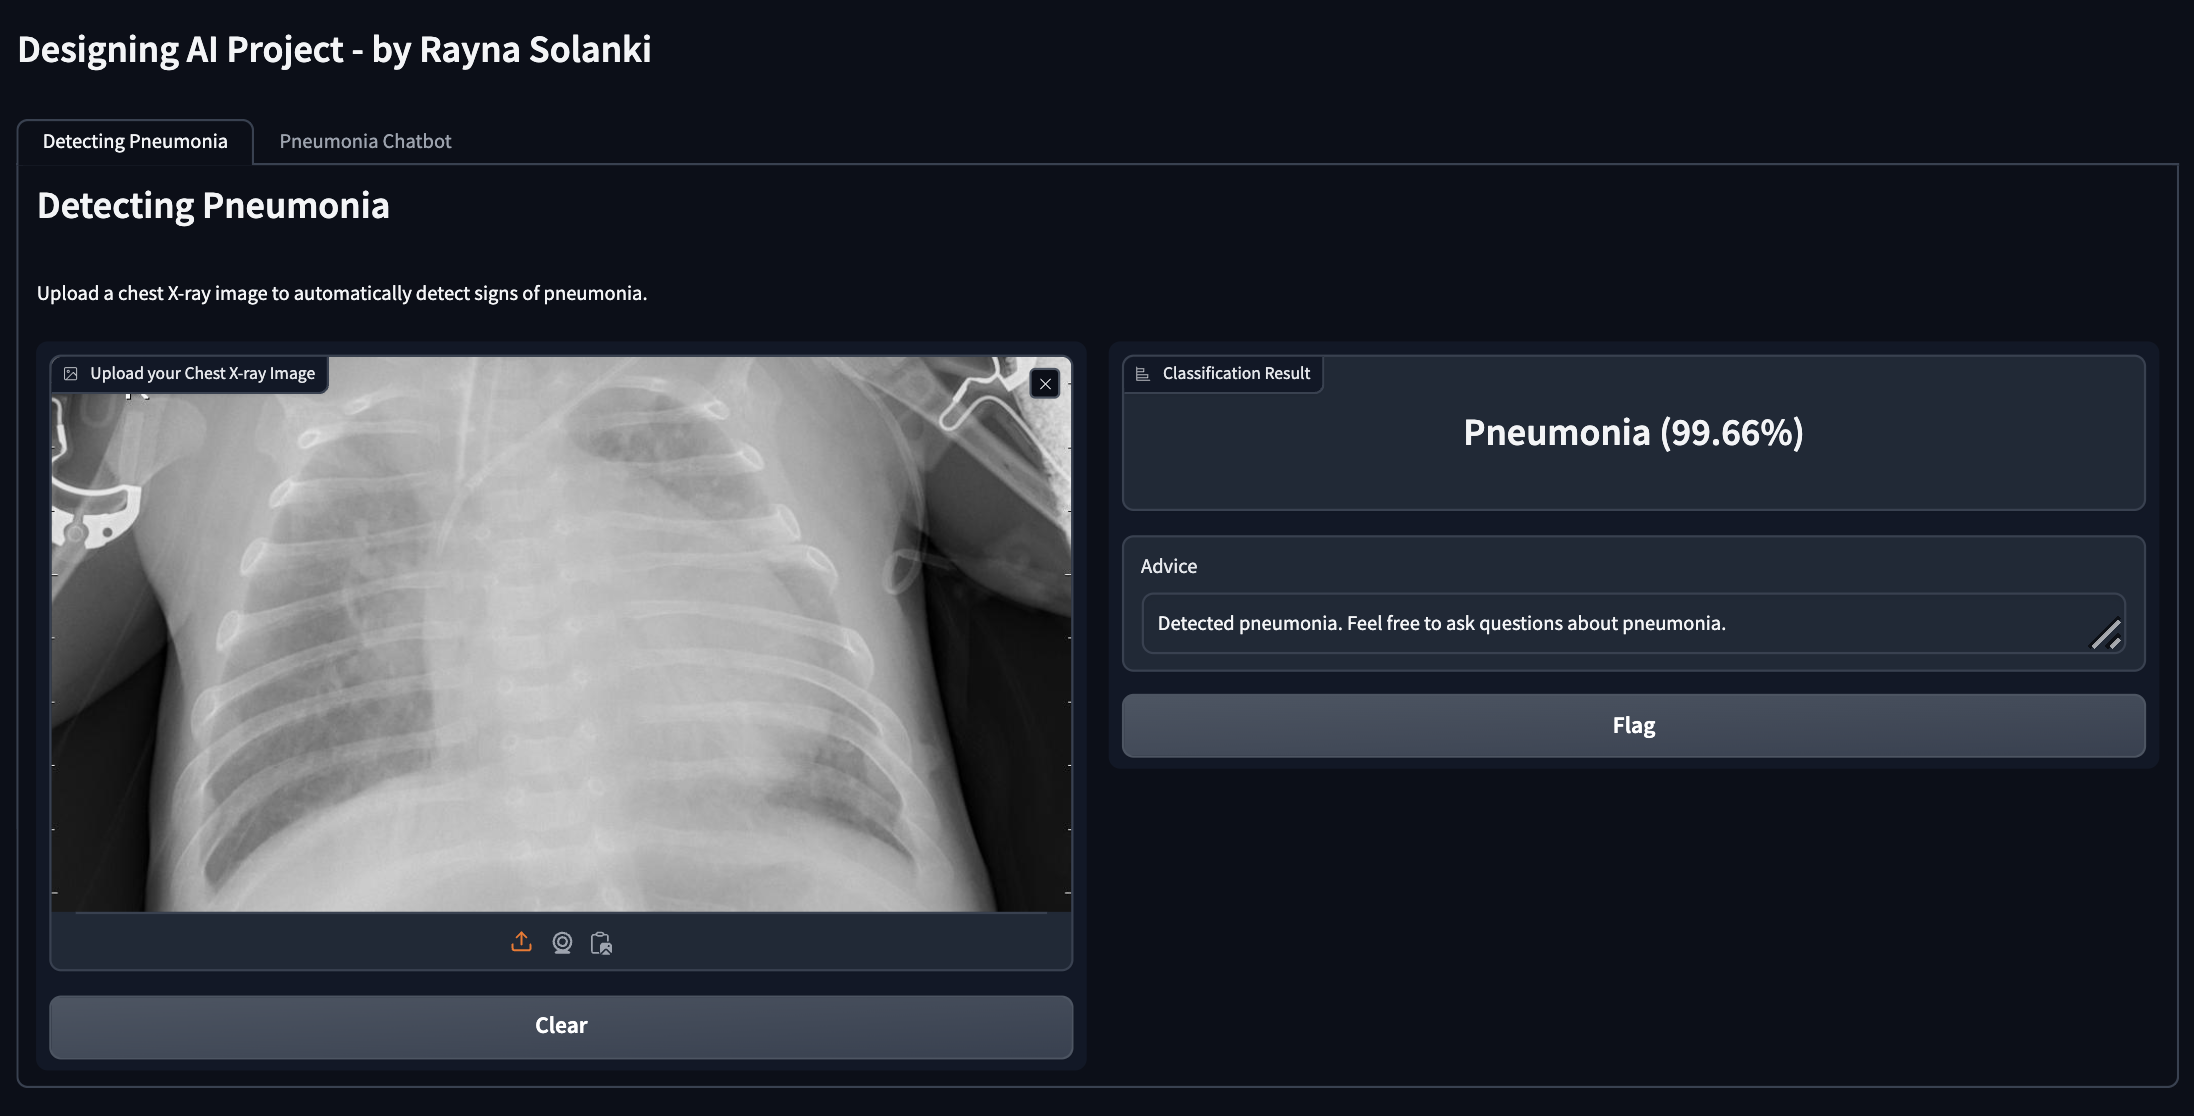 Designing AI Project - by Rayna Solanki
Detecting Pneumonia
Pneumonia Chatbot
Detecting Pneumonia
Upload a chest X-ray image to automatically detect signs of pneumonia.
Upload your Chest X-ray Image
Clear
Classification Result
Pneumonia (99.66%)
Advice
Detected pneumonia. Feel free to ask questions about pneumonia.
Flag